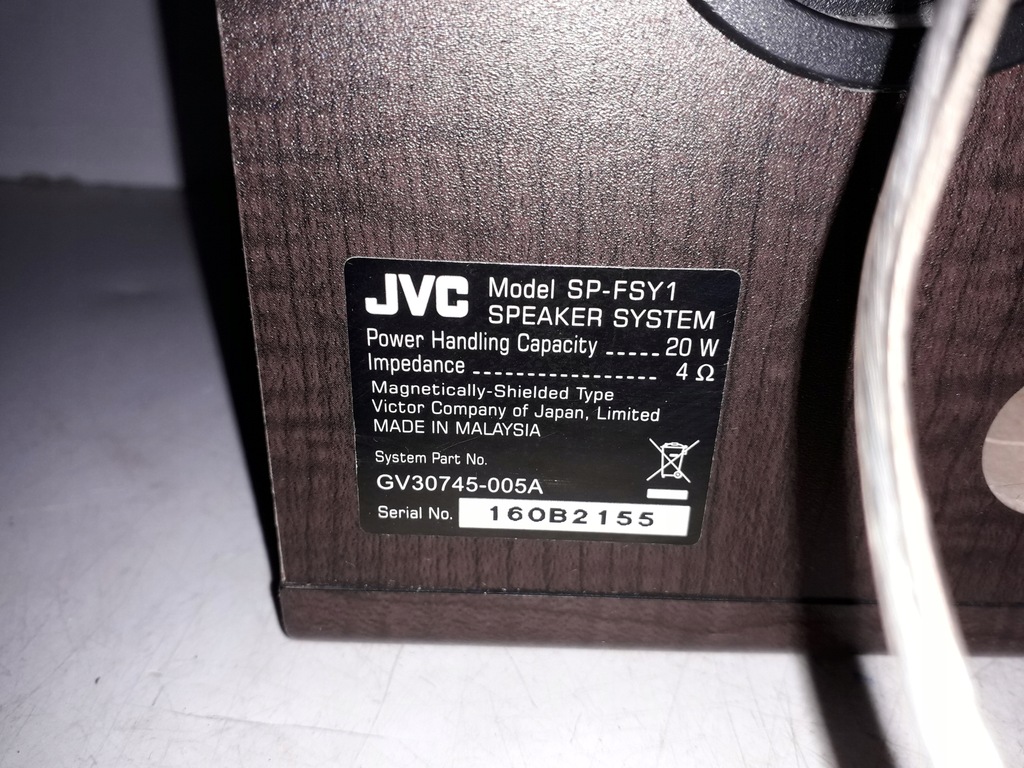 JVC Model SP-FSY1
SPEAKER SYSTEM
Power Handling Capacity ..... 20 W
Impedance ................. 4 Ω
Magnetically-Shielded Type
Victor Company of Japan, Limited
MADE IN MALAYSIA
System Part No.
GV30745-005A
Serial No. 160B2155